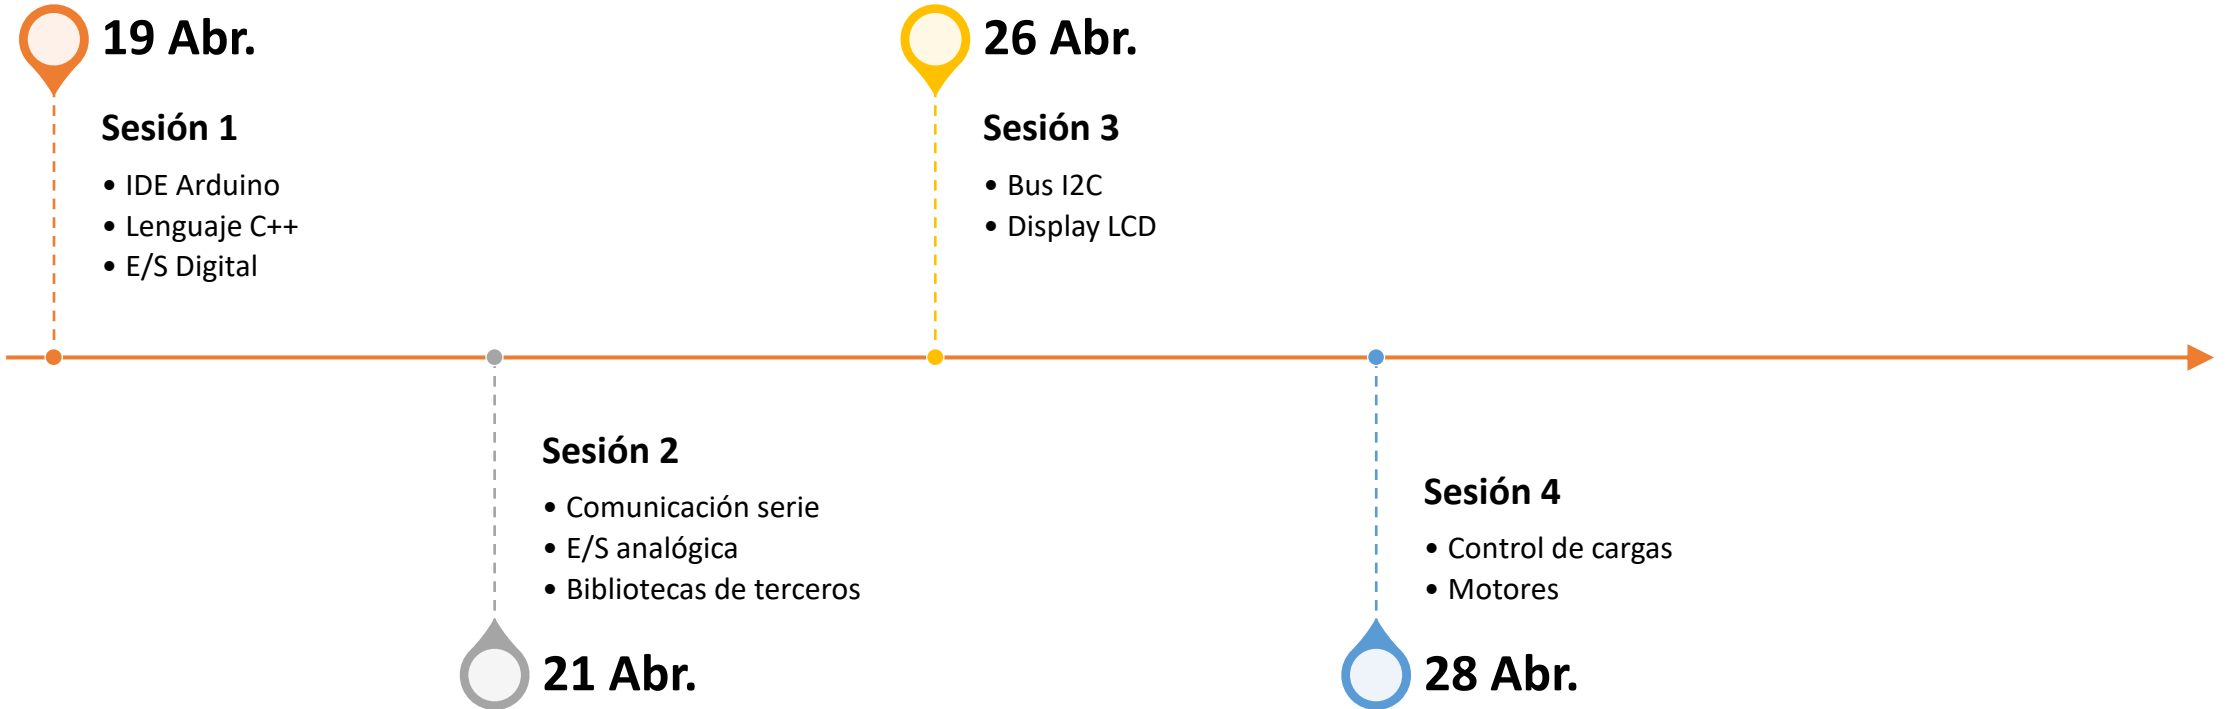 19 Abr.
Sesión 1
• IDE Arduino
• Lenguaje C++
• E/S Digital
Sesión 2
• Comunicación serie
• E/S analógica
• Bibliotecas de terceros
21 Abr.
26 Abr.
Sesión 3
• Bus I2C
• Display LCD
Sesión 4
• Control de cargas
• Motores
28 Abr.